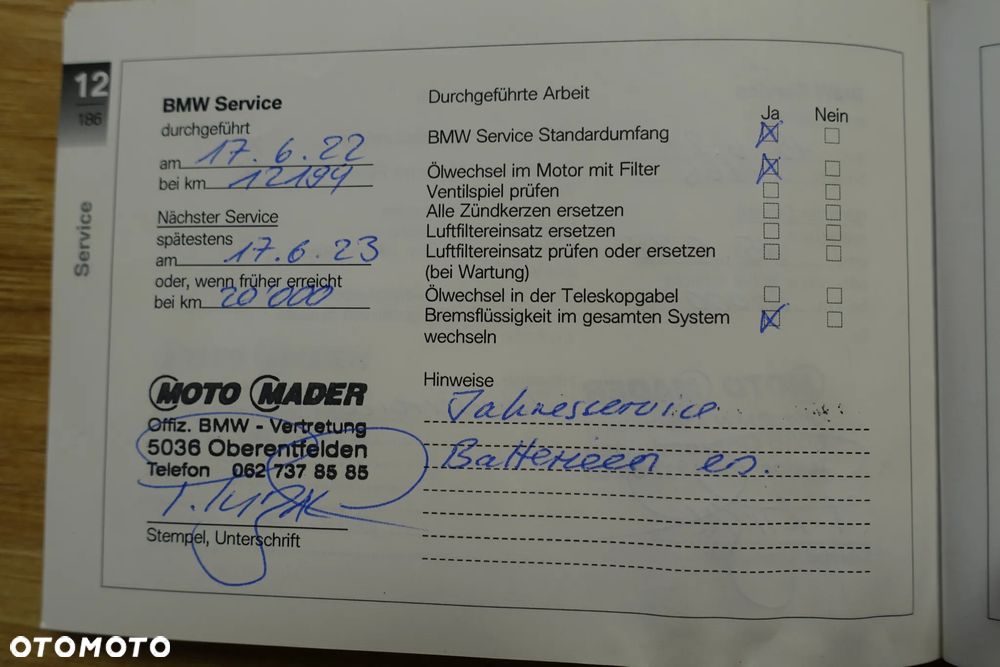 12
186
Service
BMW Service
durchgeführt
am 17.6.22
bei km 12194
Nächster Service
spätestens
am 17.6.23
oder, wenn früher erreicht
bei km 20'000
MOTO MADER
Offiz. BMW - Vertretung
5036 Oberentfelden
Telefon 062 737 85 85
Stempel, Unterschrift
Durchgeführte Arbeit
Ja Nein
BMW Service Standardumfang
Ölwechsel im Motor mit Filter
Ventilspiel prüfen
Alle Zündkerzen ersetzen
Luftfiltereinsatz ersetzen
Luftfiltereinsatz prüfen oder ersetzen
(bei Wartung)
Ölwechsel in der Teleskopgabel
Bremsflüssigkeit im gesamten System
wechseln
Hinweise
Jahresservice
Batterieen es.
OTOMOTO